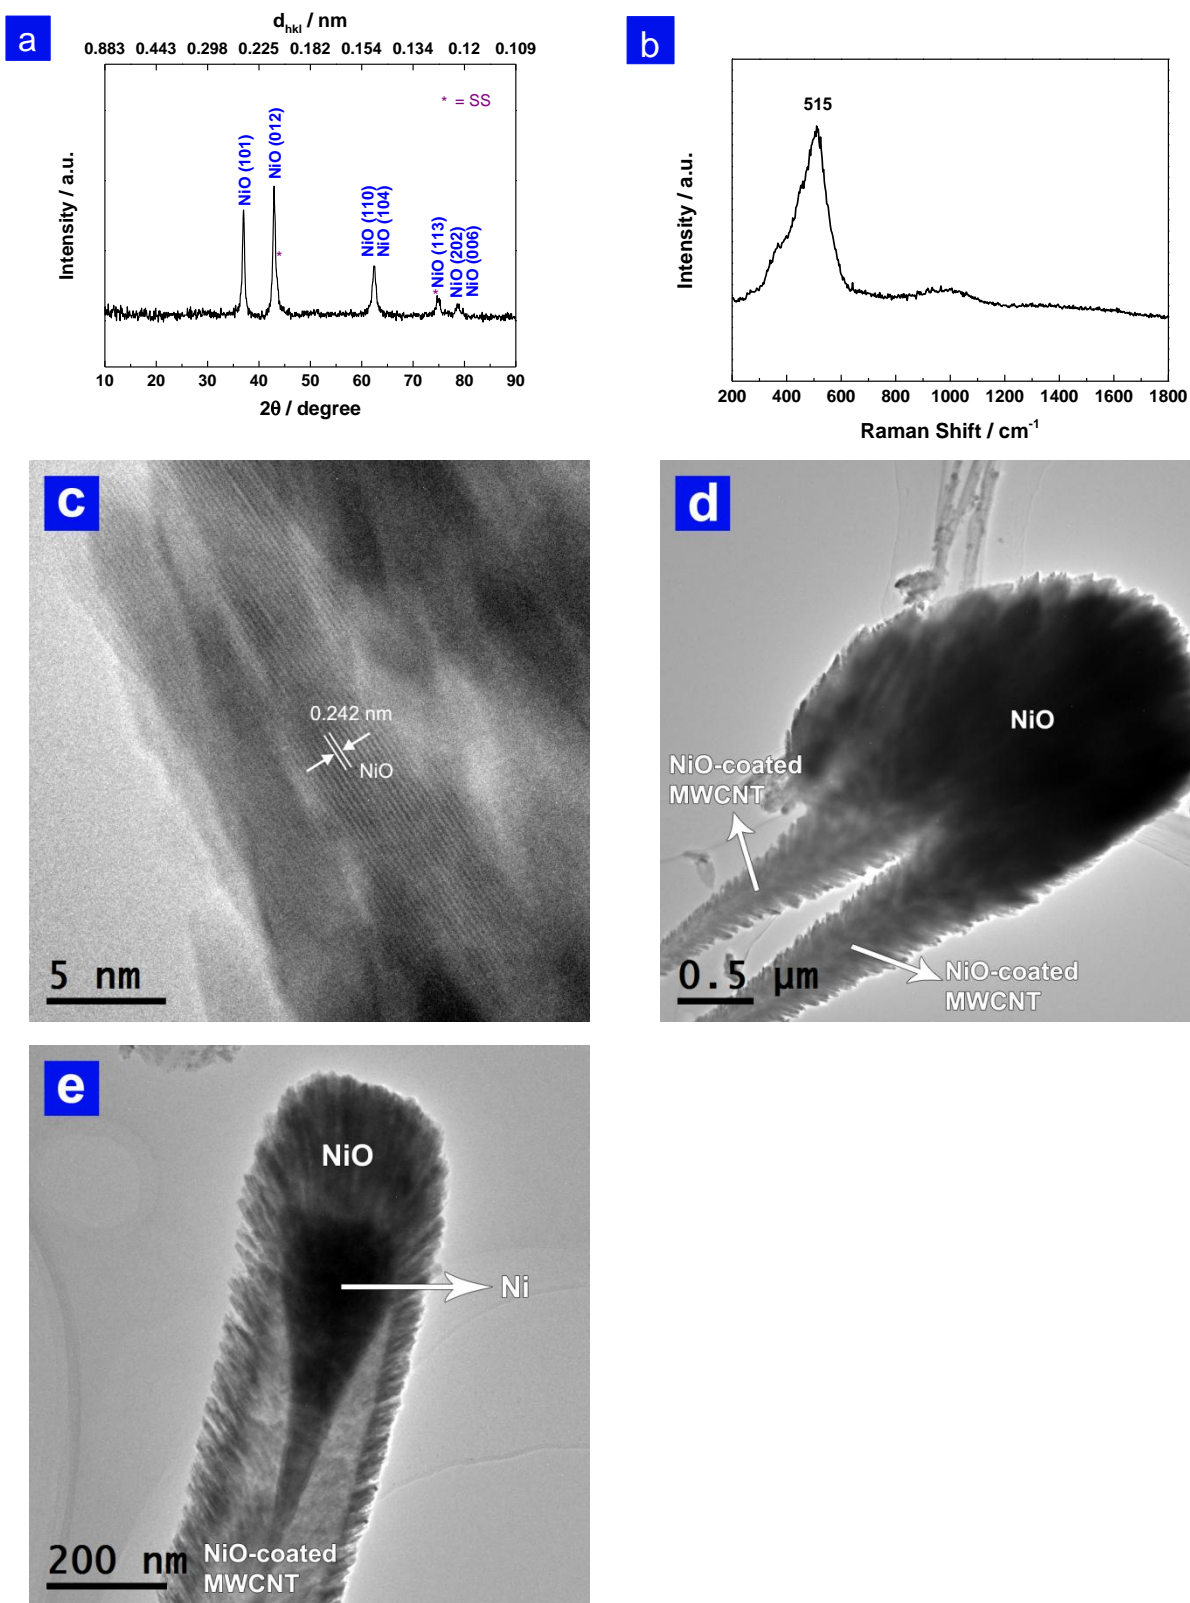 a
d_hkl / nm
0.883 0.443 0.298 0.225 0.182 0.154 0.134 0.12 0.109
* = SS
NiO (101)
NiO (012)
*
NiO (110)
NiO (104)
*
NiO (113)
NiO (202)
NiO (006)
Intensity / a.u.
10 20 30 40 50 60 70 80 90
2θ / degree
b
515
Intensity / a.u.
200 400 600 800 1000 1200 1400 1600 1800
Raman Shift / cm⁻¹
c
0.242 nm
NiO
5 nm
d
NiO
NiO-coated
MWCNT
NiO-coated
MWCNT
0.5 μm
e
NiO
Ni
NiO-coated
MWCNT
200 nm